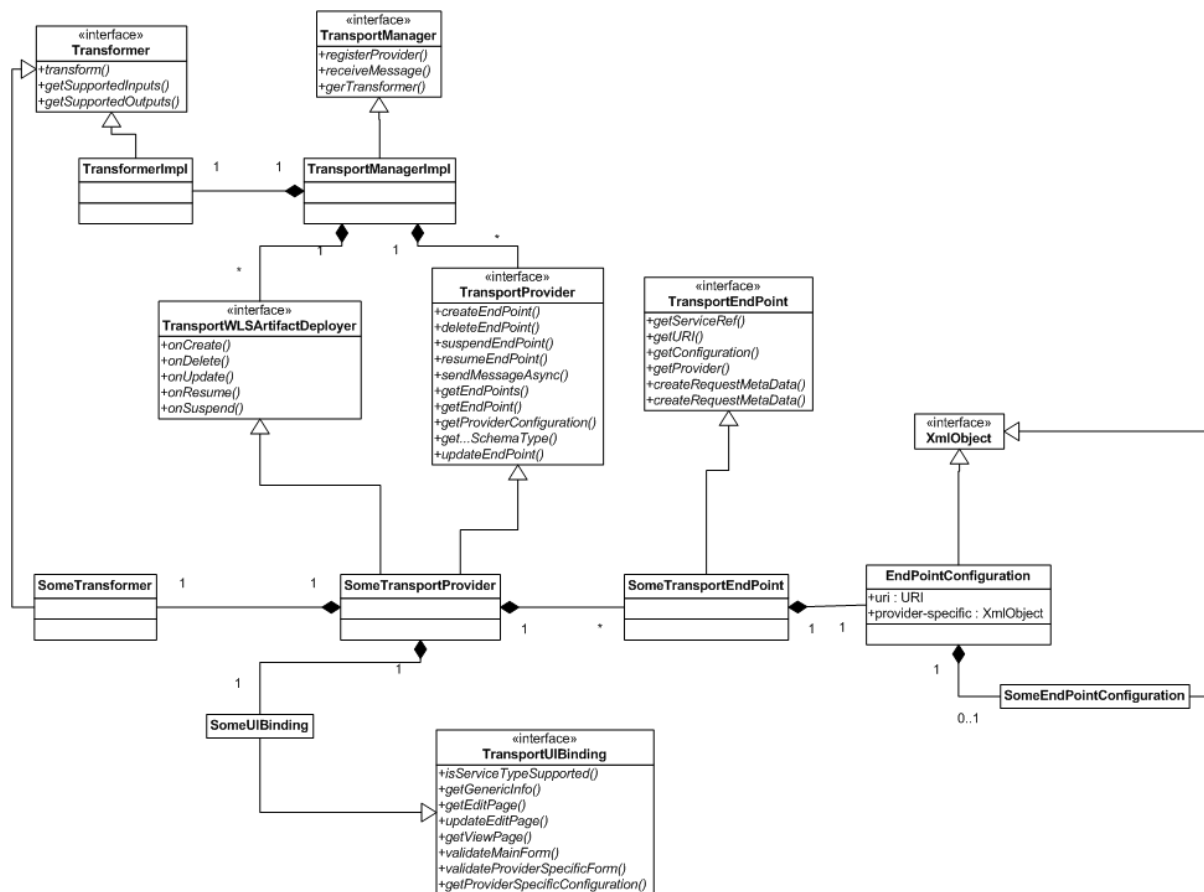 «interface»
Transformer
+transform()
+getSupportedInputs()
+getSupportedOutputs()
«interface»
TransportManager
+registerProvider()
+receiveMessage()
+gerTransformer()
TransformerImpl
1
1
TransportManagerImpl
1
*
1
*
«interface»
TransportWLSArtifactDeployer
+onCreate()
+onDelete()
+onUpdate()
+onResume()
+onSuspend()
«interface»
TransportProvider
+createEndPoint()
+deleteEndPoint()
+suspendEndPoint()
+resumeEndPoint()
+sendMessageAsync()
+getEndPoints()
+getEndPoint()
+getProviderConfiguration()
+get...SchemaType()
+updateEndPoint()
«interface»
TransportEndPoint
+getServiceRef()
+getURI()
+getConfiguration()
+getProvider()
+createRequestMetaData()
+createRequestMetaData()
«interface»
XmlObject
SomeTransformer
1
1
SomeTransportProvider
1
*
SomeTransportEndPoint
1
1
EndPointConfiguration
+uri : URI
+provider-specific : XmlObject
1
0..1
SomeEndPointConfiguration
1
1
SomeUIBinding
«interface»
TransportUIBinding
+isServiceTypeSupported()
+getGenericInfo()
+getEditPage()
+updateEditPage()
+getViewPage()
+validateMainForm()
+validateProviderSpecificForm()
+getProviderSpecificConfiguration()